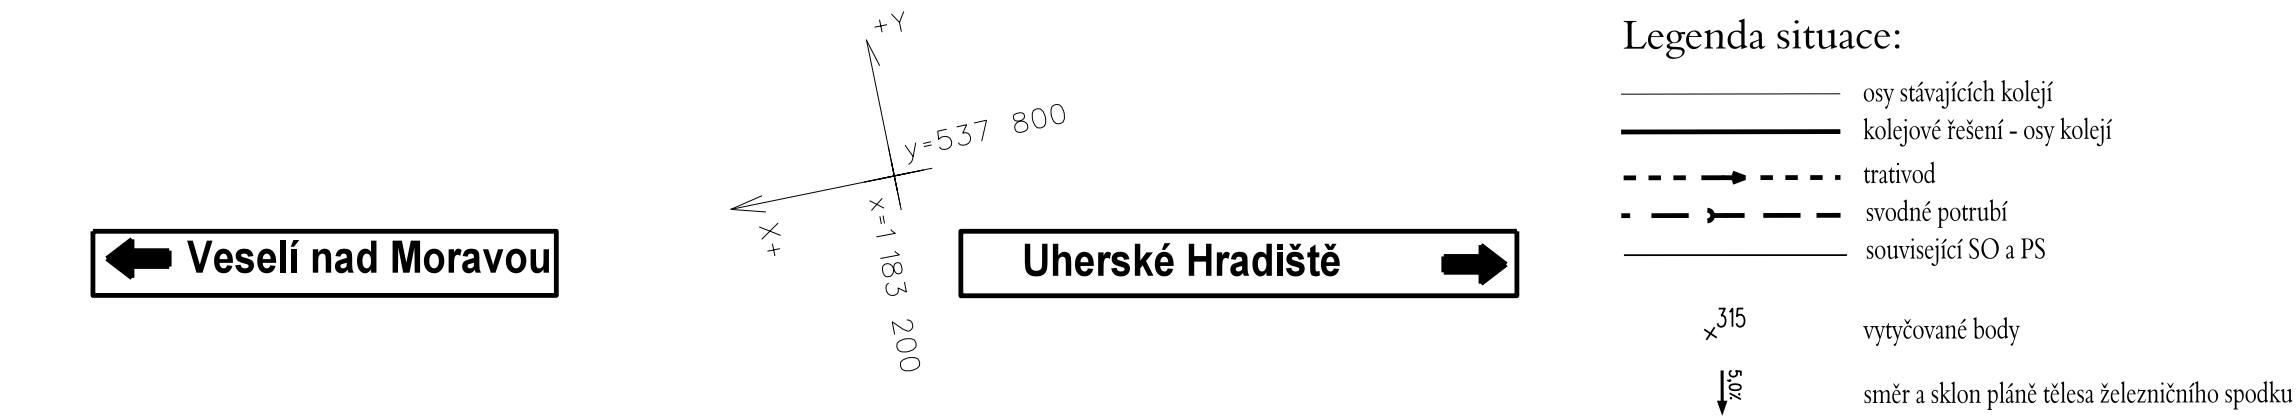 +Y
y=537 800
+X
x=1 183 200
Veselí nad Moravou
Uherské Hradiště
Legenda situace:
osy stávajících kolejí
kolejové řešení - osy kolejí
trativod
svodné potrubí
související SO a PS
×315
vytyčované body
5,0%
směr a sklon pláně tělesa železničního spodku